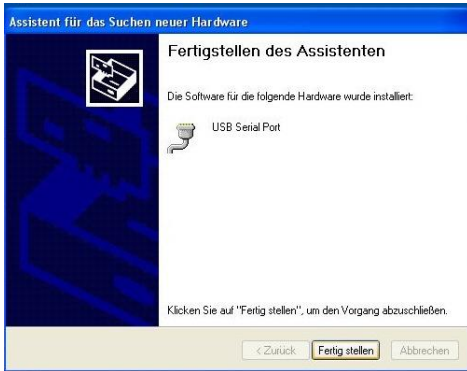 Assistent für das Suchen neuer Hardware
Fertigstellen des Assistenten
Die Software für die folgende Hardware wurde installiert:
USB Serial Port
Klicken Sie auf "Fertig stellen", um den Vorgang abzuschließen.
< Zurück Fertig stellen Abbrechen